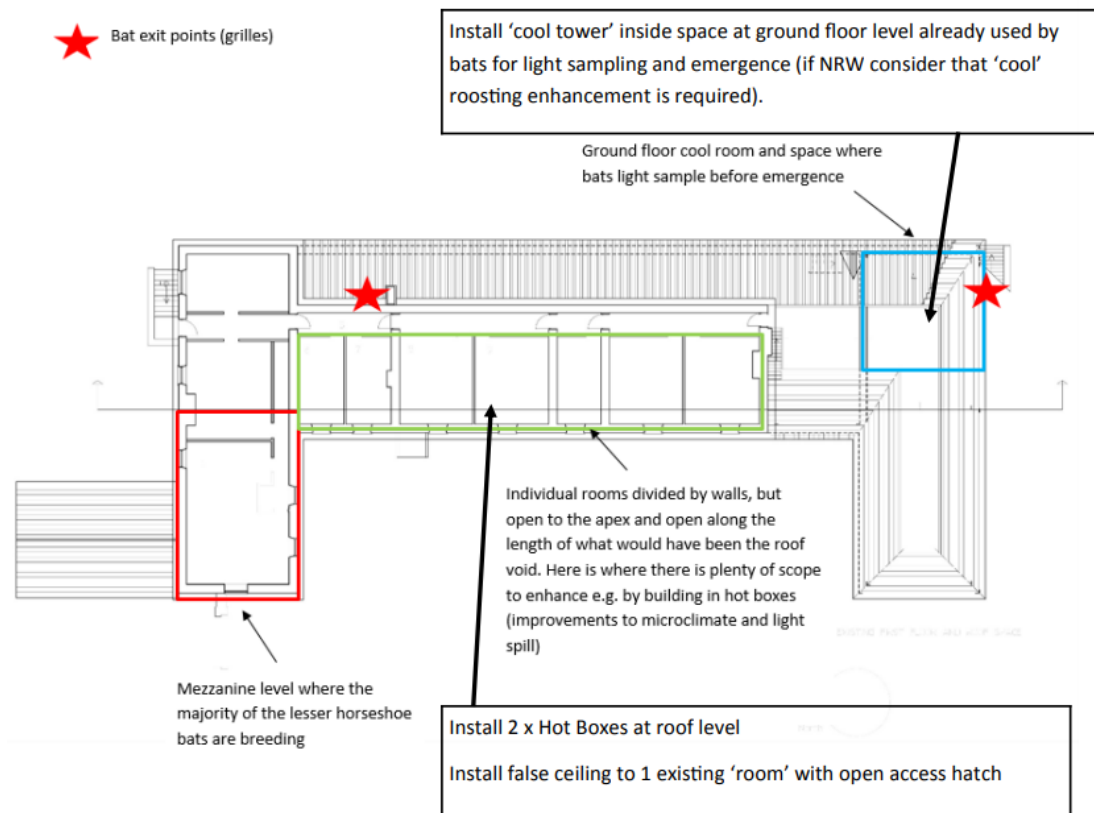 Bat exit points (grilles)
Install ‘cool tower’ inside space at ground floor level already used by
bats for light sampling and emergence (if NRW consider that ‘cool’
roosting enhancement is required).
Ground floor cool room and space where
bats light sample before emergence
Individual rooms divided by walls, but
open to the apex and open along the
length of what would have been the roof
void. Here is where there is plenty of scope
to enhance e.g. by building in hot boxes
(improvements to microclimate and light
spill)
Mezzanine level where the
majority of the lesser horseshoe
bats are breeding
Install 2 x Hot Boxes at roof level
Install false ceiling to 1 existing ‘room’ with open access hatch